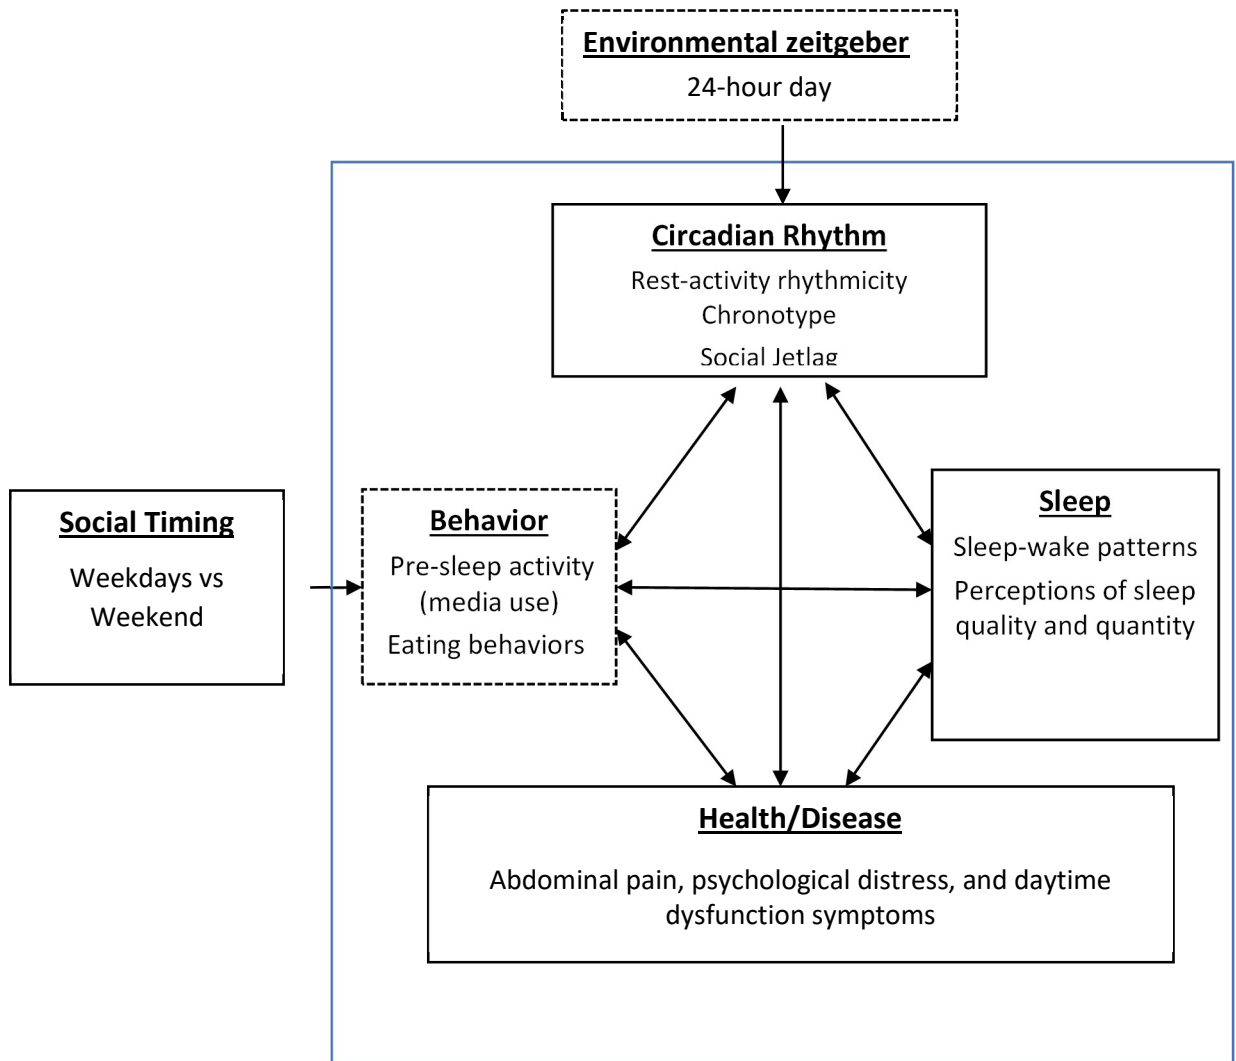 Environmental zeitgeber
24-hour day
Circadian Rhythm
Rest-activity rhythmicity
Chronotype
Social Jetlag
Social Timing
Weekdays vs
Weekend
Behavior
Pre-sleep activity
(media use)
Eating behaviors
Sleep
Sleep-wake patterns
Perceptions of sleep
quality and quantity
Health/Disease
Abdominal pain, psychological distress, and daytime
dysfunction symptoms